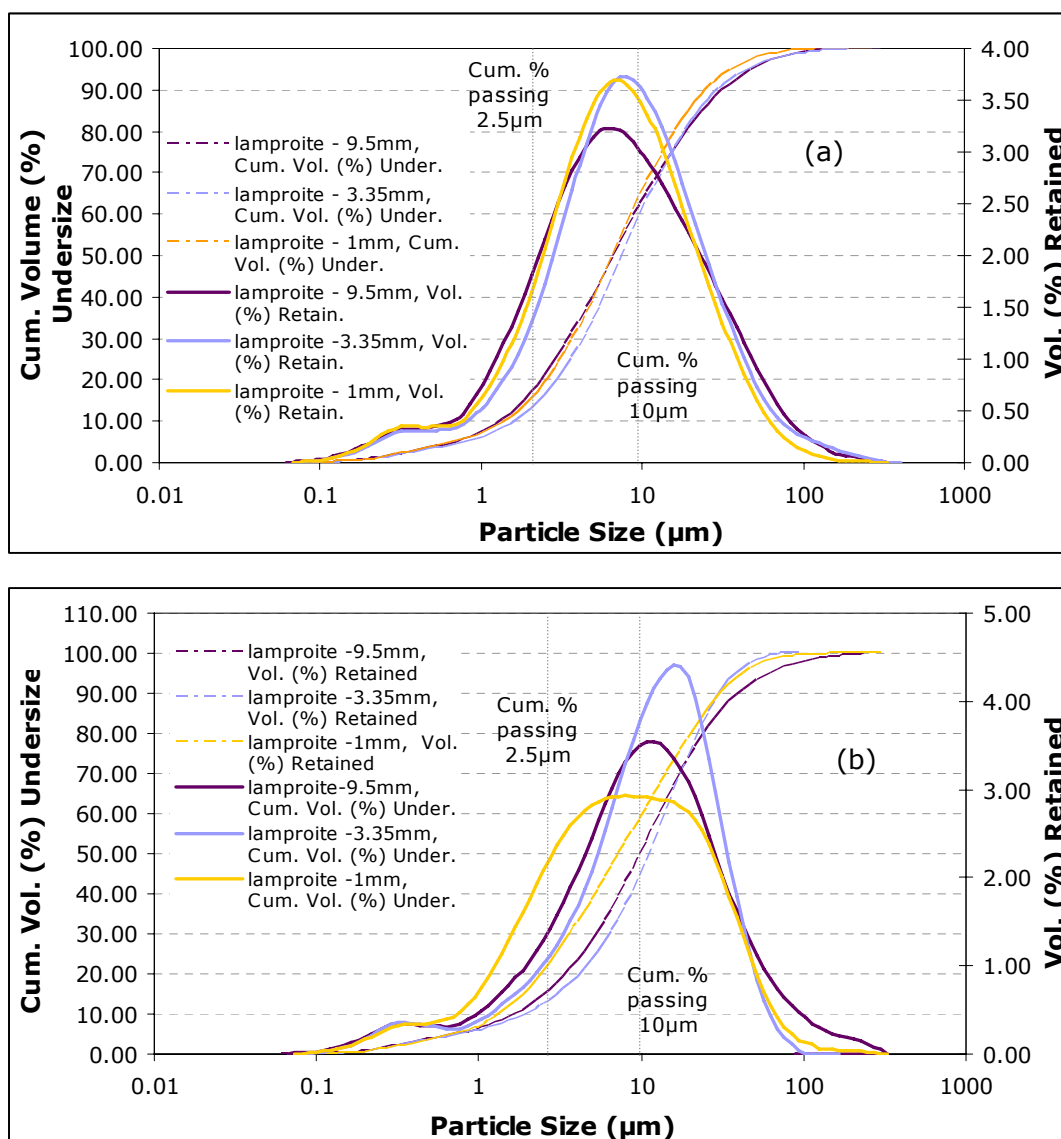 100.00
90.00
80.00
70.00
60.00
50.00
40.00
30.00
20.00
10.00
0.00
Cum. Volume (%)
Undersize
4.00
3.50
3.00
2.50
2.00
1.50
1.00
0.50
0.00
Vol. (%) Retained
Cum. %
passing
2.5µm
(a)
lamproite - 9.5mm,
Cum. Vol. (%) Under.
lamproite - 3.35mm,
Cum. Vol. (%) Under.
lamproite - 1mm, Cum.
Vol. (%) Under.
lamproite - 9.5mm, Vol.
(%) Retain.
lamproite -3.35mm, Vol.
(%) Retain.
lamproite - 1mm, Vol.
(%) Retain.
Cum. %
passing
10µm
0.01
0.1
1
10
100
1000
Particle Size (µm)
110.00
100.00
90.00
80.00
70.00
60.00
50.00
40.00
30.00
20.00
10.00
0.00
Cum. Vol. (%) Undersize
5.00
4.00
3.00
2.00
1.00
0.00
Vol. (%) Retained
lamproite -9.5mm,
Vol. (%) Retained
lamproite -3.35mm,
Vol. (%) Retained
lamproite -1mm, Vol.
(%) Retained
lamproite-9.5mm,
Cum. Vol. (%) Under.
lamproite -3.35mm,
Cum. Vol. (%) Under.
lamproite -1mm,
Cum. Vol. (%) Under.
Cum. %
passing
2.5µm
(b)
Cum. %
passing
10µm
0.01
0.1
1
10
100
1000
Particle Size (µm)